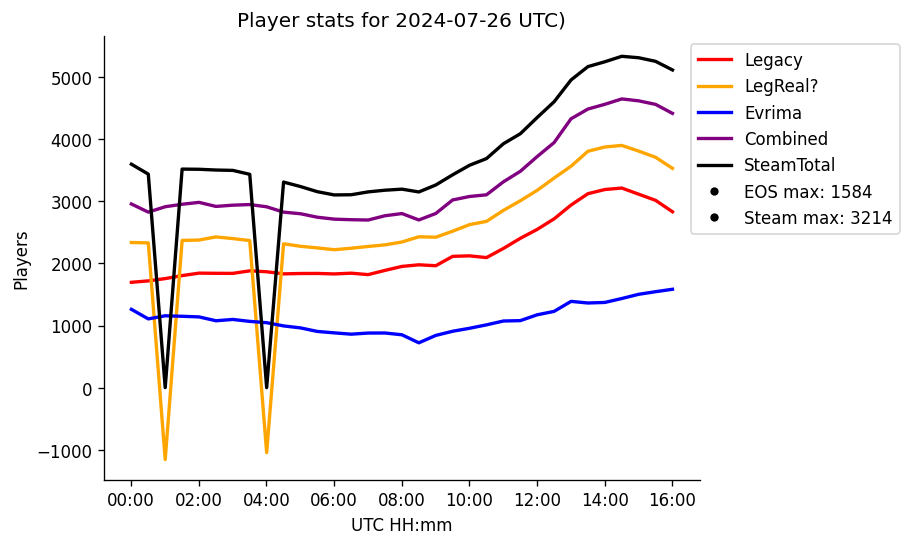 Player stats for 2024-07-26 UTC)
Players
5000
4000
3000
2000
1000
0
−1000
00:00 02:00 04:00 06:00 08:00 10:00 12:00 14:00 16:00
UTC HH:mm
Legacy
LegReal?
Evrima
Combined
SteamTotal
EOS max: 1584
Steam max: 3214